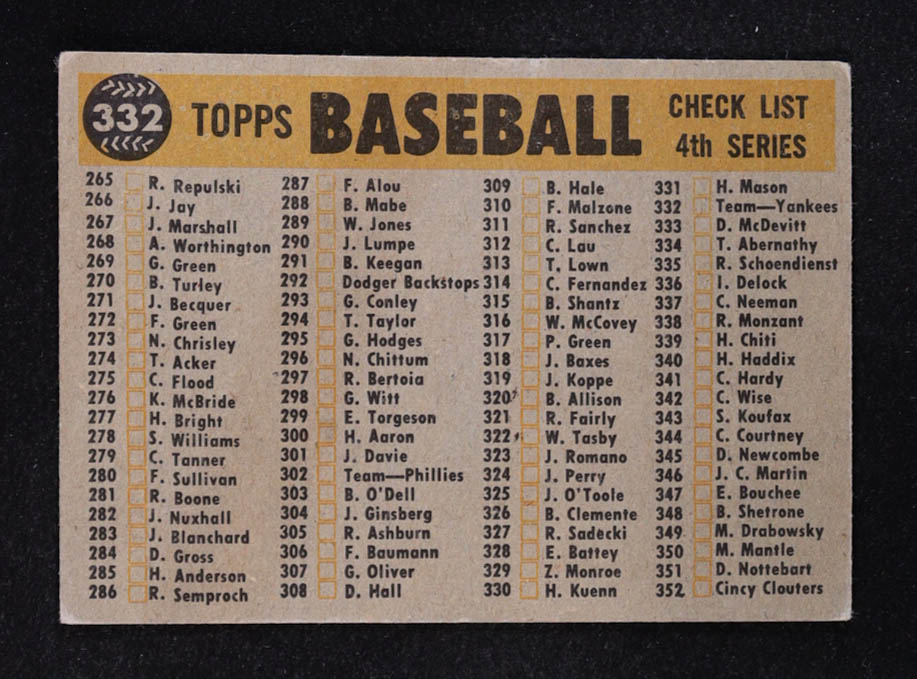 332 TOPPS BASEBALL CHECK LIST
4th SERIES
265 R. Repulski
266 J. Jay
267 J. Marshall
268 A. Worthington
269 G. Green
270 B. Turley
271 J. Becquer
272 F. Green
273 N. Chrisley
274 T. Acker
275 C. Flood
276 K. McBride
277 H. Bright
278 S. Williams
279 C. Tanner
280 F. Sullivan
281 R. Boone
282 J. Nuxhall
283 J. Blanchard
284 D. Gross
285 H. Anderson
286 R. Semproch
287 F. Alou
288 B. Mabe
289 W. Jones
290 J. Lumpe
291 B. Keegan
292 Dodger Backstops
293 G. Conley
294 T. Taylor
295 G. Hodges
296 N. Chittum
297 R. Bertoia
298 G. Witt
299 E. Torgeson
300 H. Aaron
301 J. Davie
302 Team—Phillies
303 B. O'Dell
304 J. Ginsberg
305 R. Ashburn
306 F. Baumann
307 G. Oliver
308 D. Hall
309 B. Hale
310 F. Malzone
311 R. Sanchez
312 C. Lau
313 T. Lown
314 C. Fernandez
315 B. Shantz
316 W. McCovey
317 P. Green
318 J. Baxes
319 J. Koppe
320 B. Allison
321 R. Fairly
322 W. Tasby
323 J. Romano
324 J. Perry
325 J. O'Toole
326 B. Clemente
327 R. Sadecki
328 E. Battey
329 Z. Monroe
330 H. Kuenn
331 H. Mason
332 Team—Yankees
333 D. McDevitt
334 T. Abernathy
335 R. Schoendienst
336 I. Delock
337 C. Neeman
338 R. Monzant
339 H. Chiti
340 H. Haddix
341 C. Hardy
342 C. Wise
343 S. Koufax
344 C. Courtney
345 D. Newcombe
346 J. C. Martin
347 E. Bouchee
348 B. Shetrone
349 M. Drabowsky
350 M. Mantle
351 D. Nottebart
352 Cincy Clouters